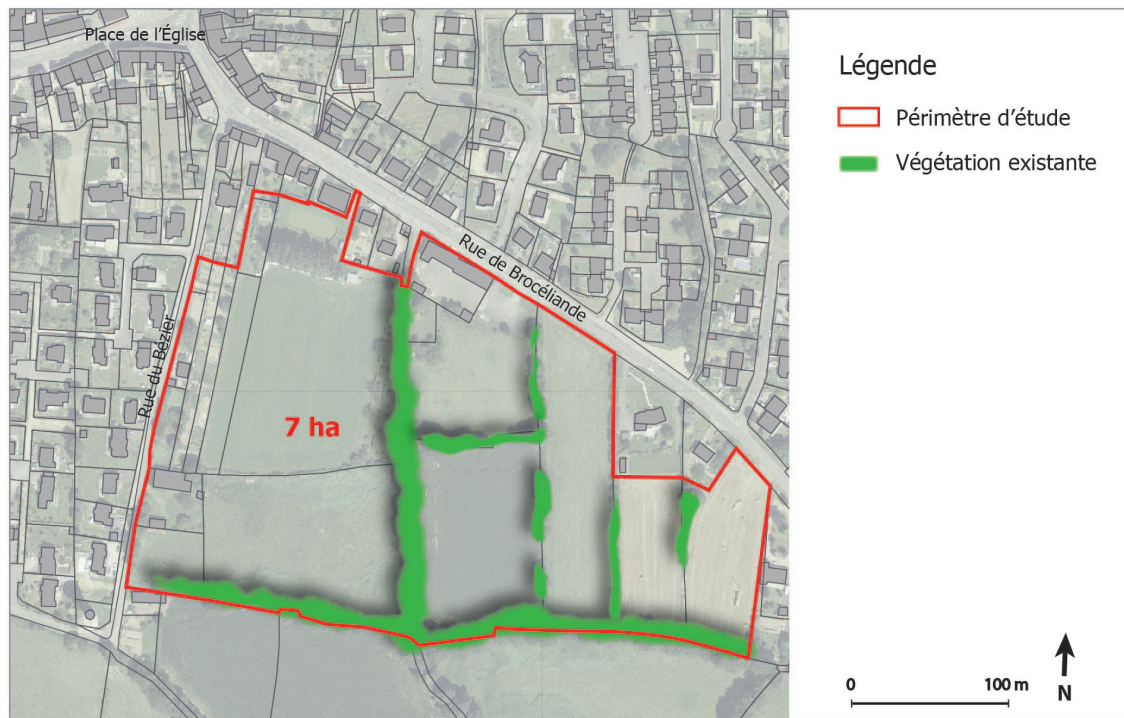 Place de l'Église
Rue de Brocéliande
Rue du Bézier
7 ha
Légende
Périmètre d'étude
Végétation existante
0 100 m
N